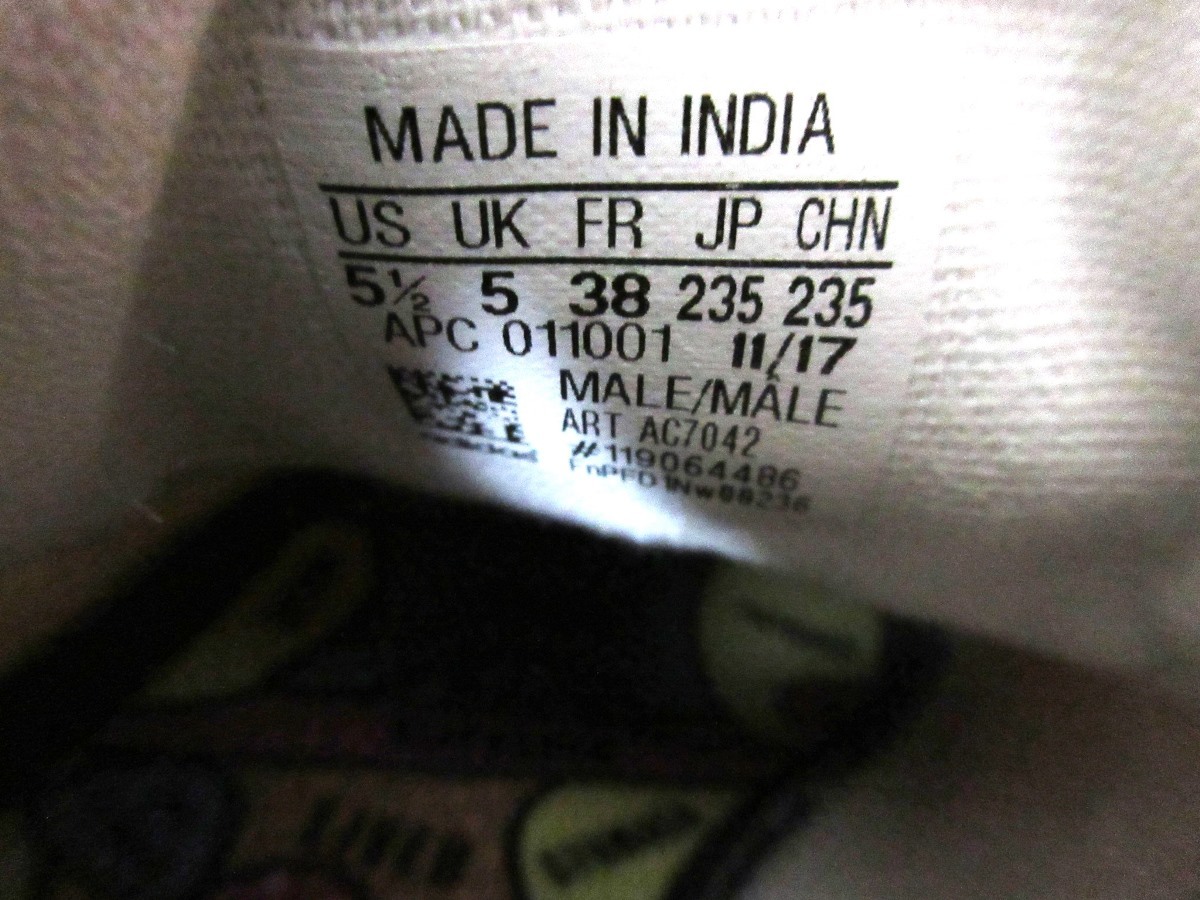 MADE IN INDIA
US UK FR JP CHN
5½ 5 38 235 235
APC 011001 11/17
MALE/MÂLE
ART AC7042
#119064486